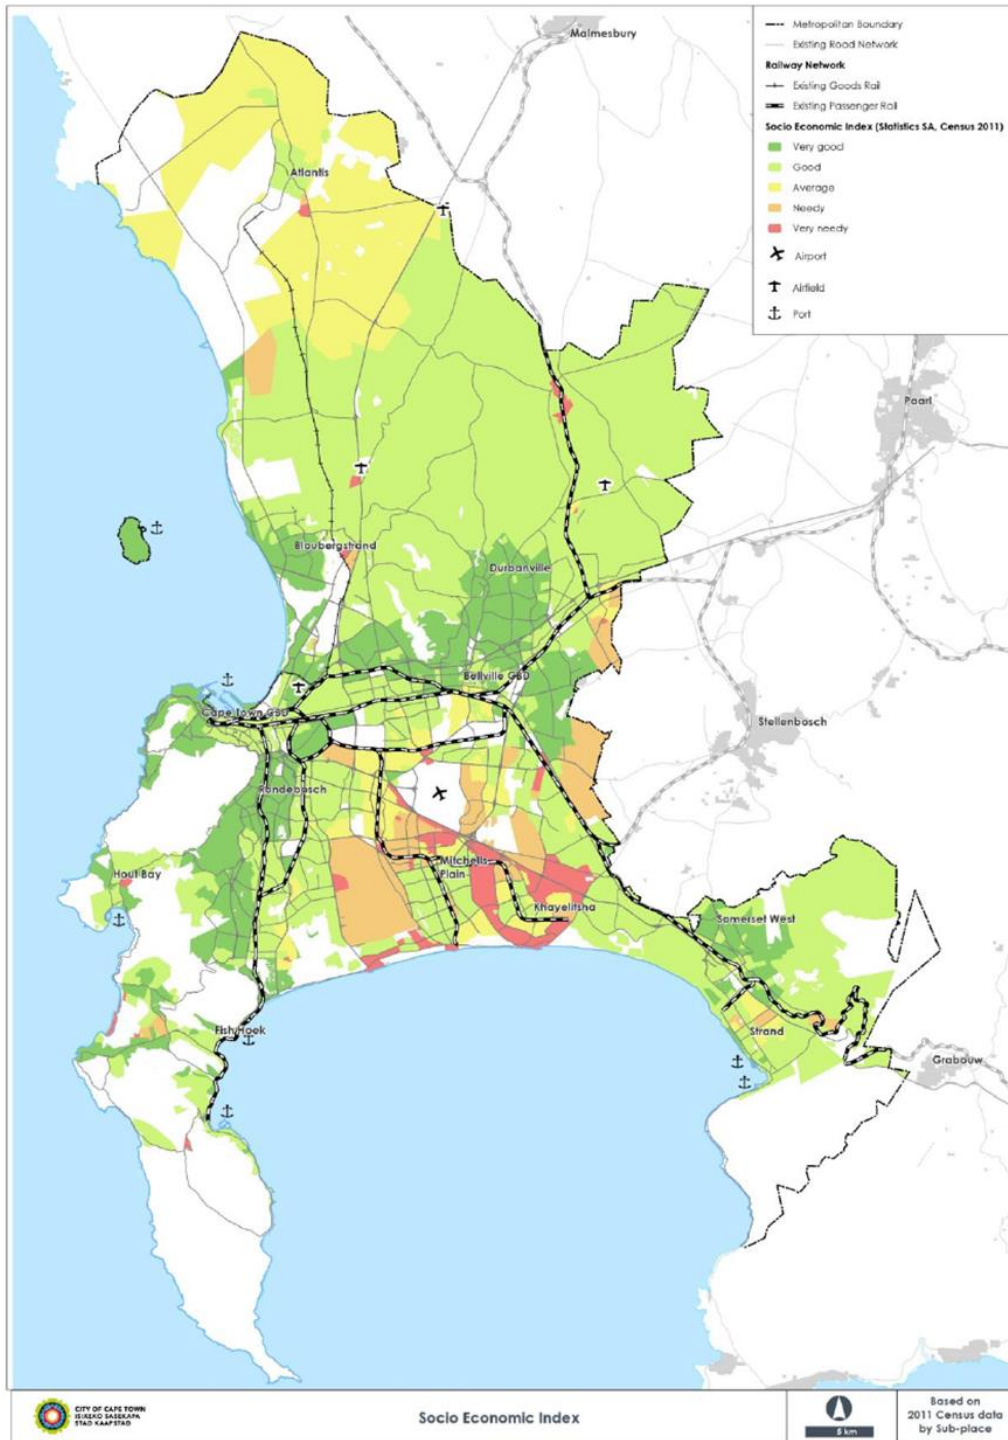 Metropolitan Boundary
Existing Road Network
Railway Network
Existing Goods Rail
Existing Passenger Rail
Socio Economic Index (Statistics SA, Census 2011)
Very good
Good
Average
Needy
Very needy
Airport
Airfield
Port
Malmesbury
Atlantis
Paarl
Bloubergstrand
Durbanville
Bellville CBD
Cape Town CBD
Stellenbosch
Rondebosch
Mitchells
Plain
Hout Bay
Khayelitsha
Somerset West
Fish Hoek
Strand
Grabouw
CITY OF CAPE TOWN
ISIXEKO SASEKAPA
STAD KAAPSTAD
Socio Economic Index
5 km
Based on
2011 Census data
by Sub-place